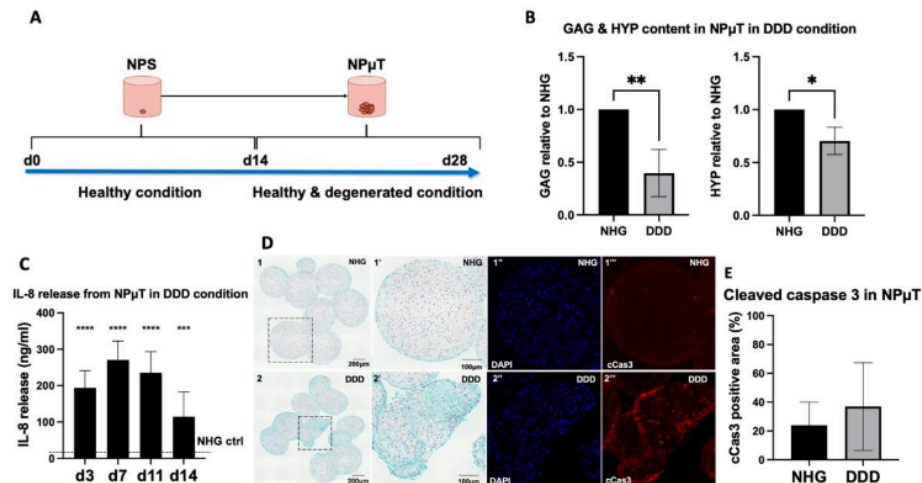 A
NPS
NPμT
d0
d14
d28
Healthy condition
Healthy & degenerated condition
B
GAG & HYP content in NPμT in DDD condition
GAG relative to NHG
1.5
1.0
0.5
0.0
**
NHG
DDD
HYP relative to NHG
1.5
1.0
0.5
0.0
*
NHG
DDD
C
IL-8 release from NPμT in DDD condition
IL-8 release (ng/ml)
400
300
200
100
0
****
****
****
***
NHG ctrl
d3
d7
d11
d14
D
1
NHG
200μm
1'
NHG
100μm
1''
NHG
DAPI
1'''
NHG
cCas3
2
DDD
200μm
2'
DDD
100μm
2''
DDD
DAPI
2'''
DDD
cCas3
E
Cleaved caspase 3 in NPμT
cCas3 positive area (%)
80
60
40
20
0
NHG
DDD